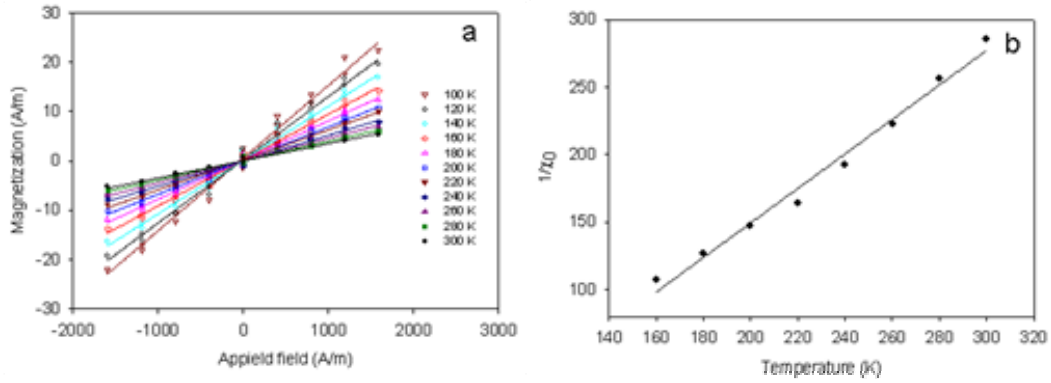 a
Magnetization (A/m)
30
20
10
0
-10
-20
-30
-2000 -1000 0 1000 2000 3000
Appield field (A/m)
100 K
120 K
140 K
160 K
180 K
200 K
220 K
240 K
260 K
280 K
300 K
b
1/χ0
300
250
200
150
100
140 160 180 200 220 240 260 280 300 320
Temperature (K)